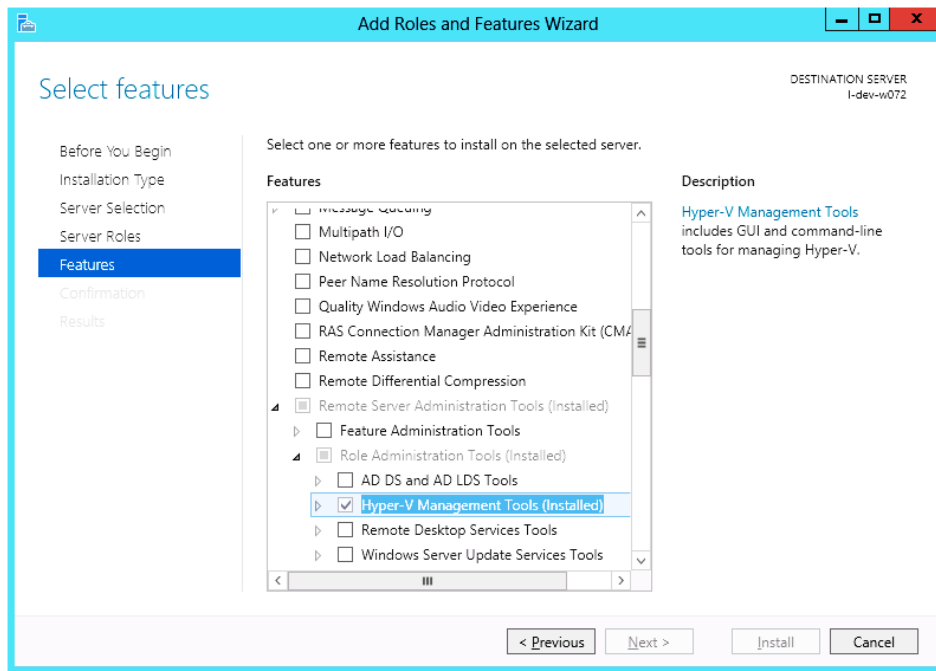 Add Roles and Features Wizard
Select features
DESTINATION SERVER
l-dev-w072
Before You Begin
Installation Type
Server Selection
Server Roles
Features
Confirmation
Results
Select one or more features to install on the selected server.
Features
Message Queuing
Multipath I/O
Network Load Balancing
Peer Name Resolution Protocol
Quality Windows Audio Video Experience
RAS Connection Manager Administration Kit (CMA
Remote Assistance
Remote Differential Compression
Remote Server Administration Tools (Installed)
Feature Administration Tools
Role Administration Tools (Installed)
AD DS and AD LDS Tools
Hyper-V Management Tools (Installed)
Remote Desktop Services Tools
Windows Server Update Services Tools
Description
Hyper-V Management Tools
includes GUI and command-line
tools for managing Hyper-V.
< Previous
Next >
Install
Cancel